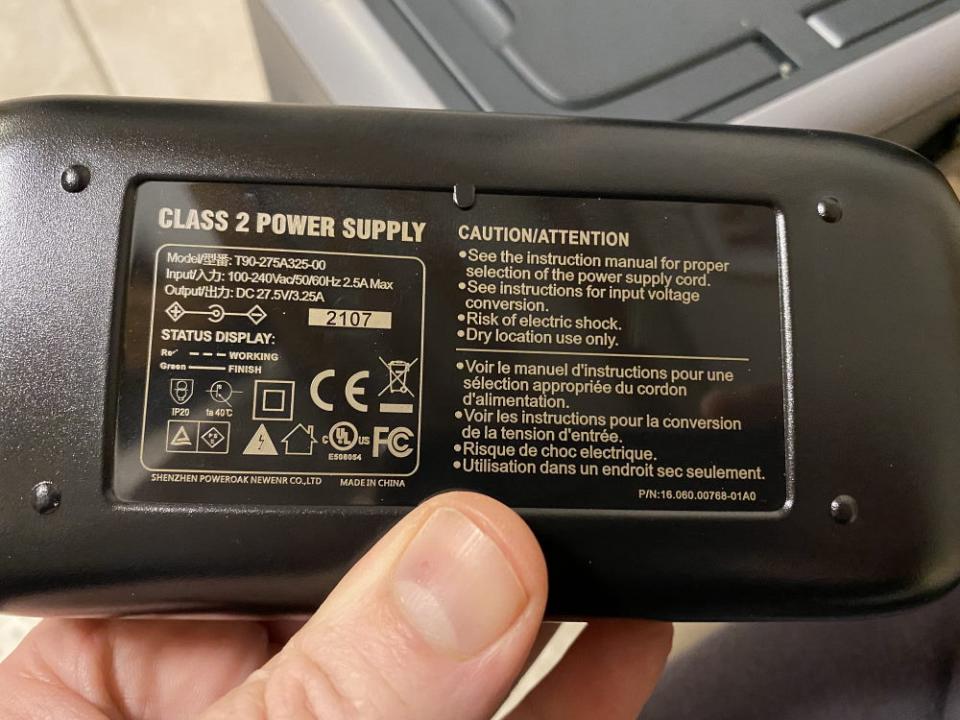 CLASS 2 POWER SUPPLY
Model/型番: T90-275A325-00
Input/入力: 100-240Vac/50/60Hz 2.5A Max
Output/出力: DC 27.5V/3.25A
2107
STATUS DISPLAY:
Red WORKING
Green FINISH
IP20 ta 40℃
CE
c UL us FC
E508054
SHENZHEN POWEROAK NEWENR CO.,LTD MADE IN CHINA
CAUTION/ATTENTION
•See the instruction manual for proper
selection of the power supply cord.
•See instructions for input voltage
conversion.
•Risk of electric shock.
•Dry location use only.
•Voir le manuel d'instructions pour une
sélection appropriée du cordon
d'alimentation.
•Voir les instructions pour la conversion
de la tension d'entrée.
•Risque de choc electrique.
•Utilisation dans un endroit sec seulement.
P/N:16.060.00768-01A0